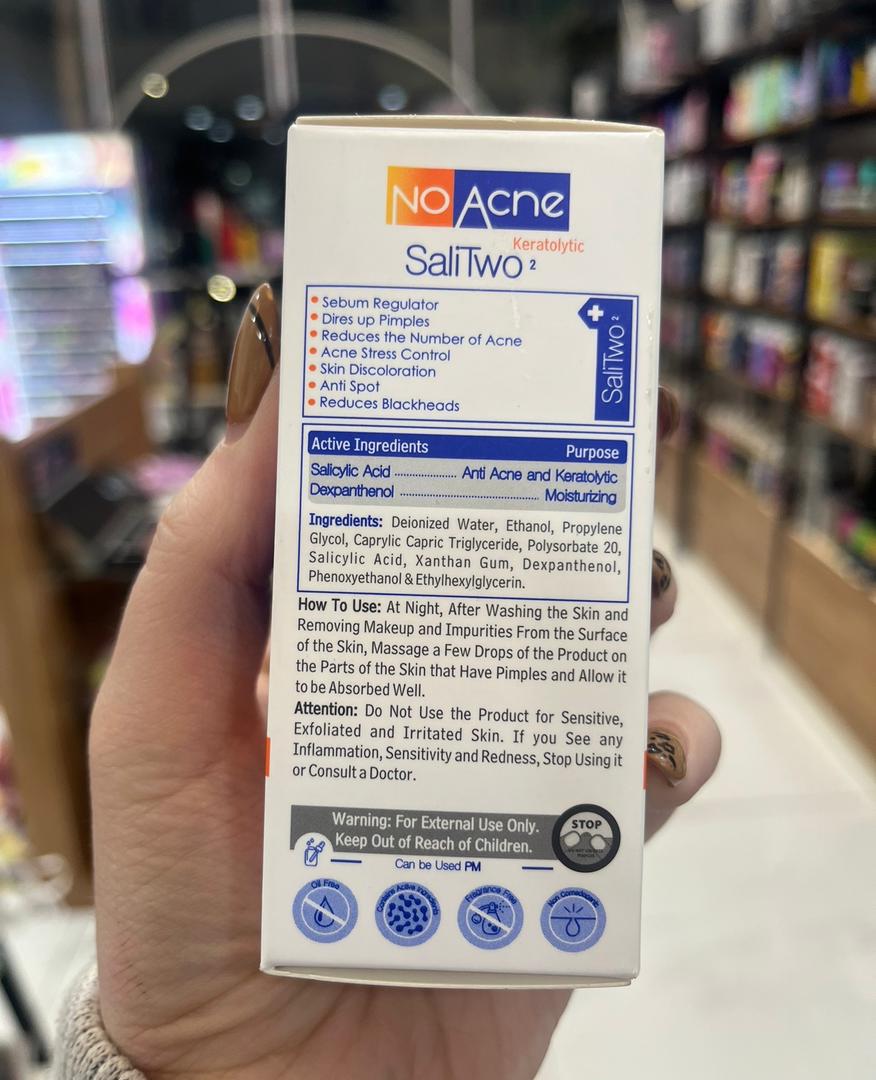 NO Acne
Keratolytic
SaliTwo 2
Sebum Regulator
Dires up Pimples
Reduces the Number of Acne
Acne Stress Control
Skin Discoloration
Anti Spot
Reduces Blackheads
SaliTwo 2
Active Ingredients Purpose
Salicylic Acid .................... Anti Acne and Keratolytic
Dexpanthenol .......................................... Moisturizing
Ingredients: Deionized Water, Ethanol, Propylene
Glycol, Caprylic Capric Triglyceride, Polysorbate 20,
Salicylic Acid, Xanthan Gum, Dexpanthenol,
Phenoxyethanol & Ethylhexylglycerin.
How To Use: At Night, After Washing the Skin and
Removing Makeup and Impurities From the Surface
of the Skin, Massage a Few Drops of the Product on
the Parts of the Skin that Have Pimples and Allow it
to be Absorbed Well.
Attention: Do Not Use the Product for Sensitive,
Exfoliated and Irritated Skin. If you See any
Inflammation, Sensitivity and Redness, Stop Using it
or Consult a Doctor.
Warning: For External Use Only.
Keep Out of Reach of Children.
STOP
Can be Used PM
Oil Free
Contains Active Ingredients
Fragrance Free
Non Comedogenic